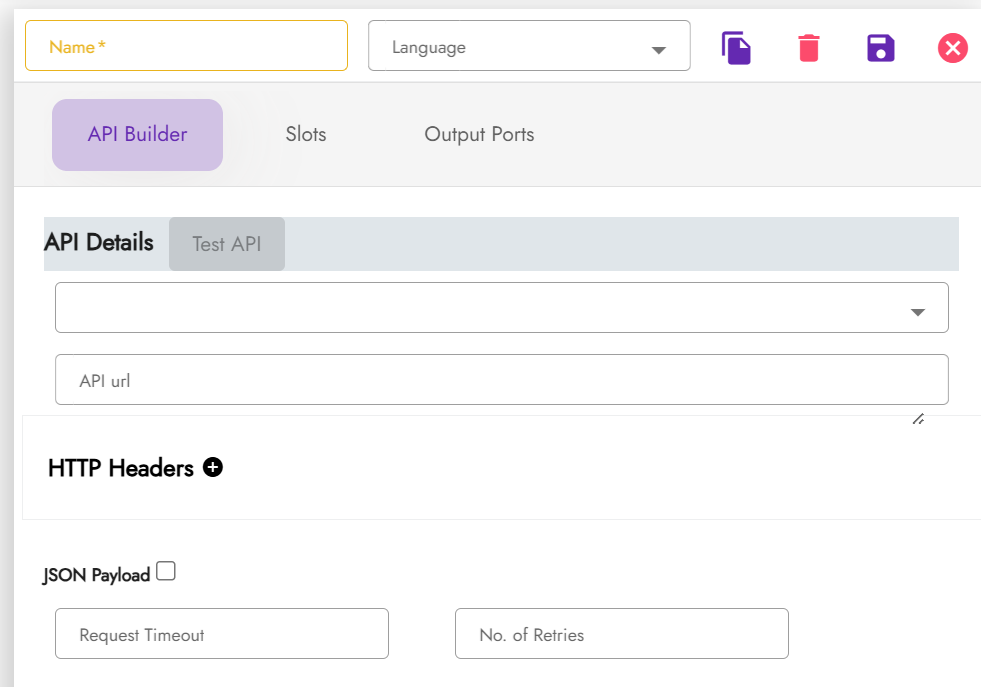 Name*
Language
API Builder
Slots
Output Ports
API Details
Test API
API url
HTTP Headers
JSON Payload
Request Timeout
No. of Retries